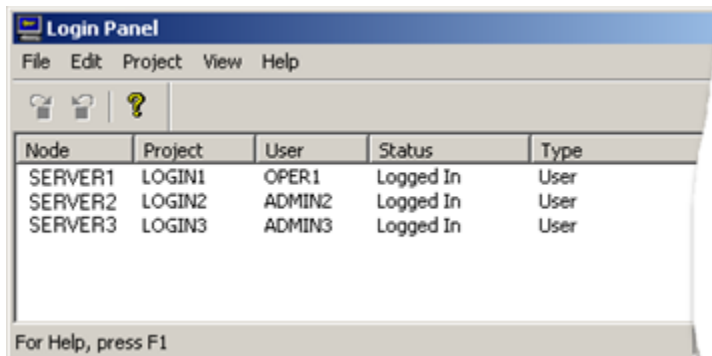 Login Panel
File Edit Project View Help
?
Node Project User Status Type
SERVER1 LOGIN1 OPER1 Logged In User
SERVER2 LOGIN2 ADMIN2 Logged In User
SERVER3 LOGIN3 ADMIN3 Logged In User
For Help, press F1